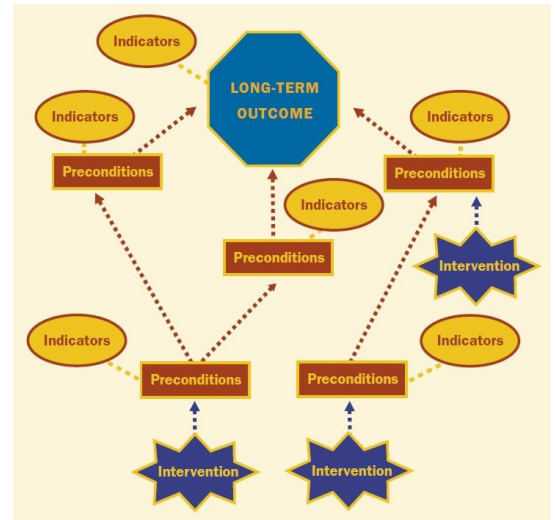 Indicators
LONG-TERM
OUTCOME
Indicators
Indicators
Preconditions
Preconditions
Indicators
Preconditions
Intervention
Indicators
Indicators
Preconditions
Preconditions
Intervention
Intervention